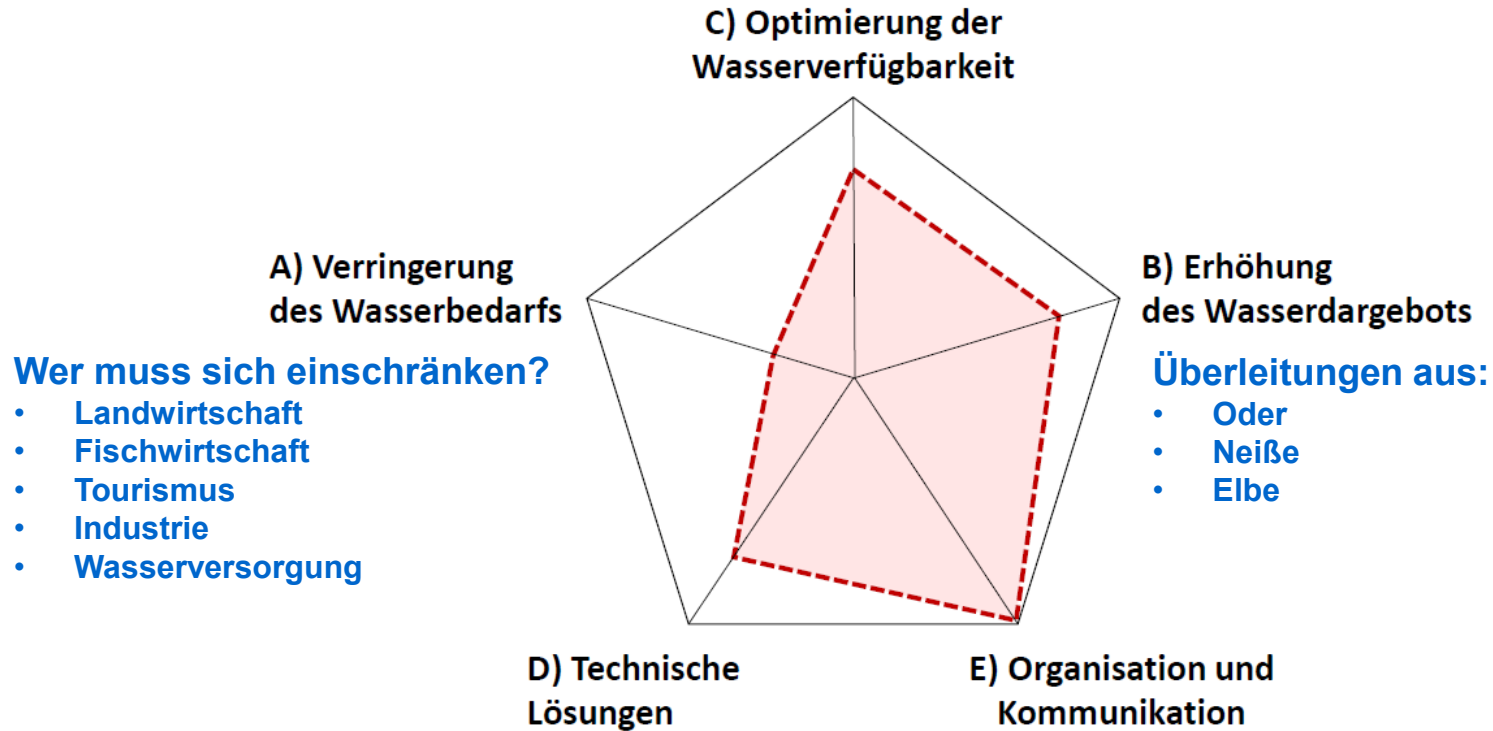 C) Optimierung der
Wasserverfügbarkeit
A) Verringerung
des Wasserbedarfs
B) Erhöhung
des Wasserdargebots
Wer muss sich einschränken?
• Landwirtschaft
• Fischwirtschaft
• Tourismus
• Industrie
• Wasserversorgung
Überleitungen aus:
• Oder
• Neiße
• Elbe
D) Technische
Lösungen
E) Organisation und
Kommunikation